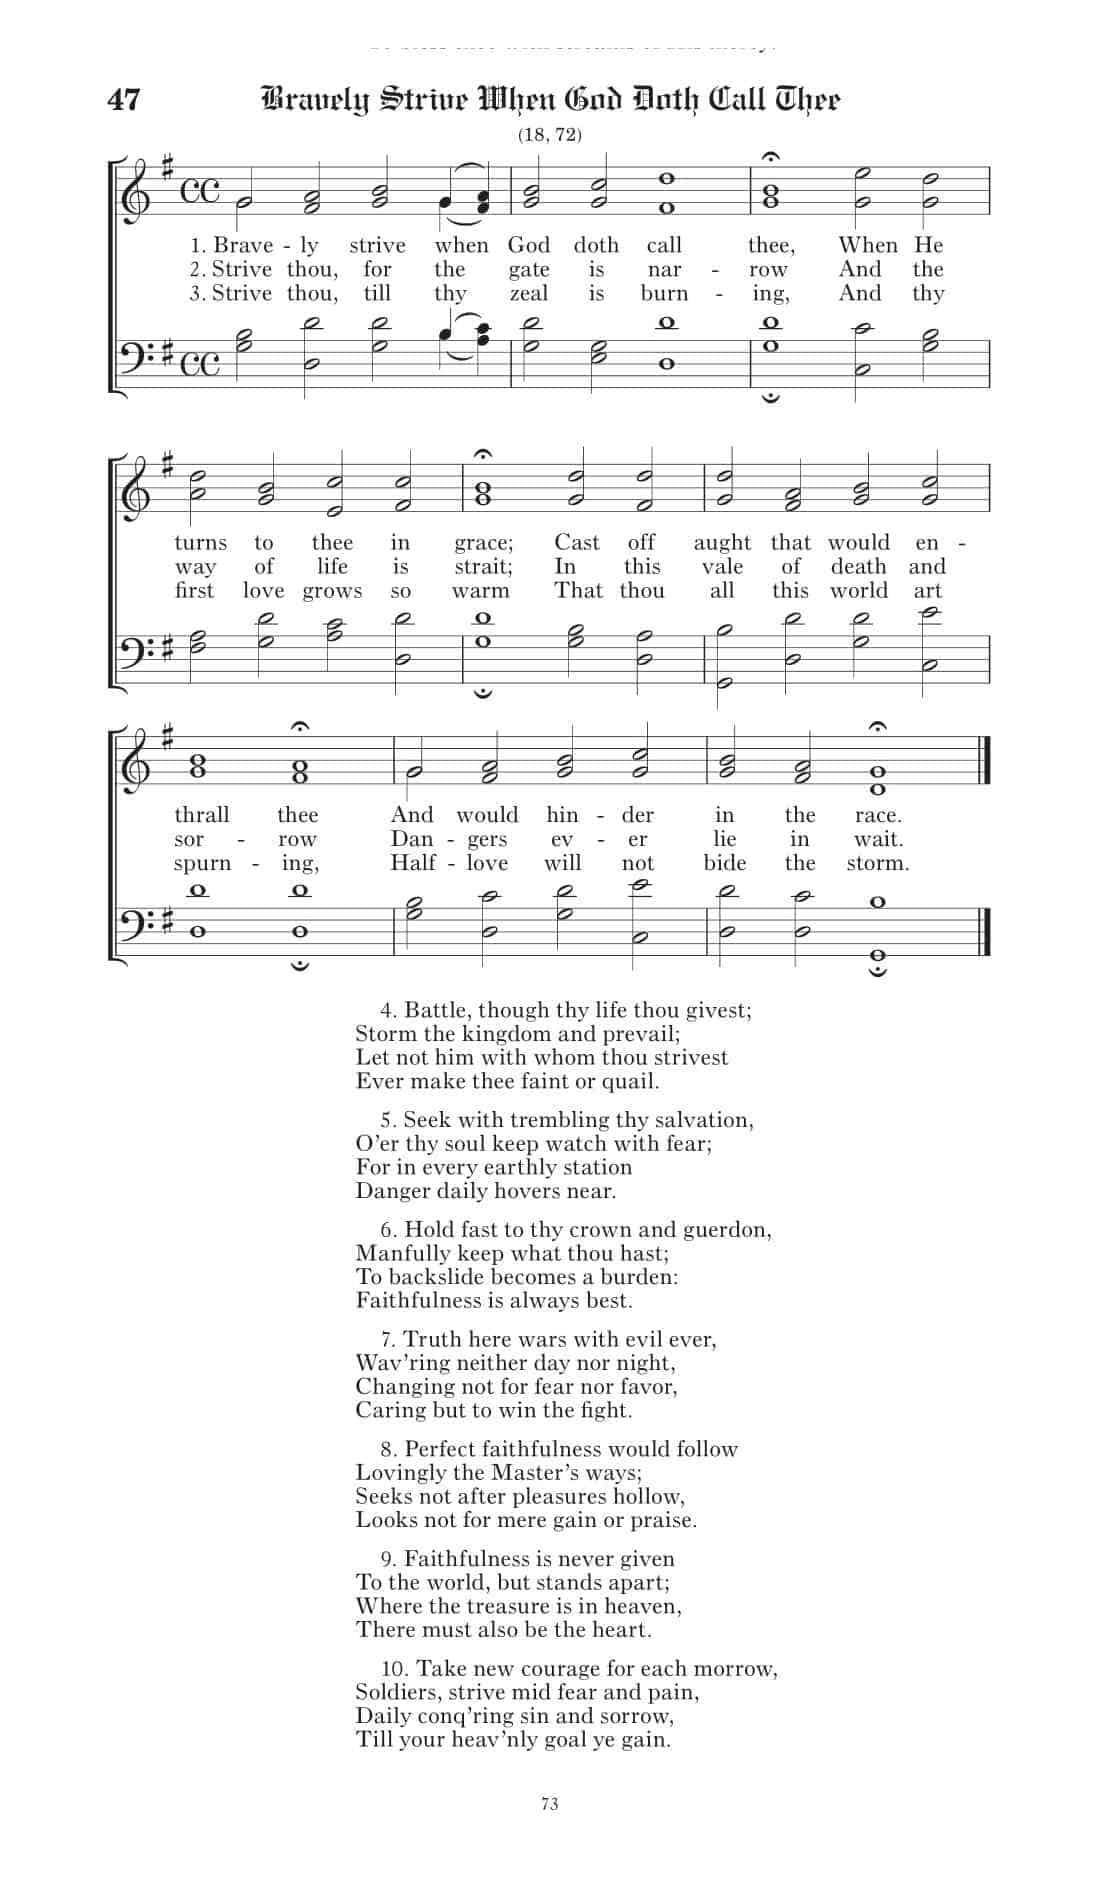 47 Bravely Strive When God Doth Call Thee
(18, 72)
1. Brave - ly strive when God doth call thee, When He
2. Strive thou, for the gate is nar - row And the
3. Strive thou, till thy zeal is burn - ing, And thy
turns to thee in grace; Cast off aught that would en -
way of life is strait; In this vale of death and
first love grows so warm That thou all this world art
thrall thee And would hin - der in the race.
sor - row Dan - gers ev - er lie in wait.
spurn - ing, Half - love will not bide the storm.
4. Battle, though thy life thou givest;
Storm the kingdom and prevail;
Let not him with whom thou strivest
Ever make thee faint or quail.
5. Seek with trembling thy salvation,
O’er thy soul keep watch with fear;
For in every earthly station
Danger daily hovers near.
6. Hold fast to thy crown and guerdon,
Manfully keep what thou hast;
To backslide becomes a burden:
Faithfulness is always best.
7. Truth here wars with evil ever,
Wav’ring neither day nor night,
Changing not for fear nor favor,
Caring but to win the fight.
8. Perfect faithfulness would follow
Lovingly the Master’s ways;
Seeks not after pleasures hollow,
Looks not for mere gain or praise.
9. Faithfulness is never given
To the world, but stands apart;
Where the treasure is in heaven,
There must also be the heart.
10. Take new courage for each morrow,
Soldiers, strive mid fear and pain,
Daily conq’ring sin and sorrow,
Till your heav’nly goal ye gain.
73